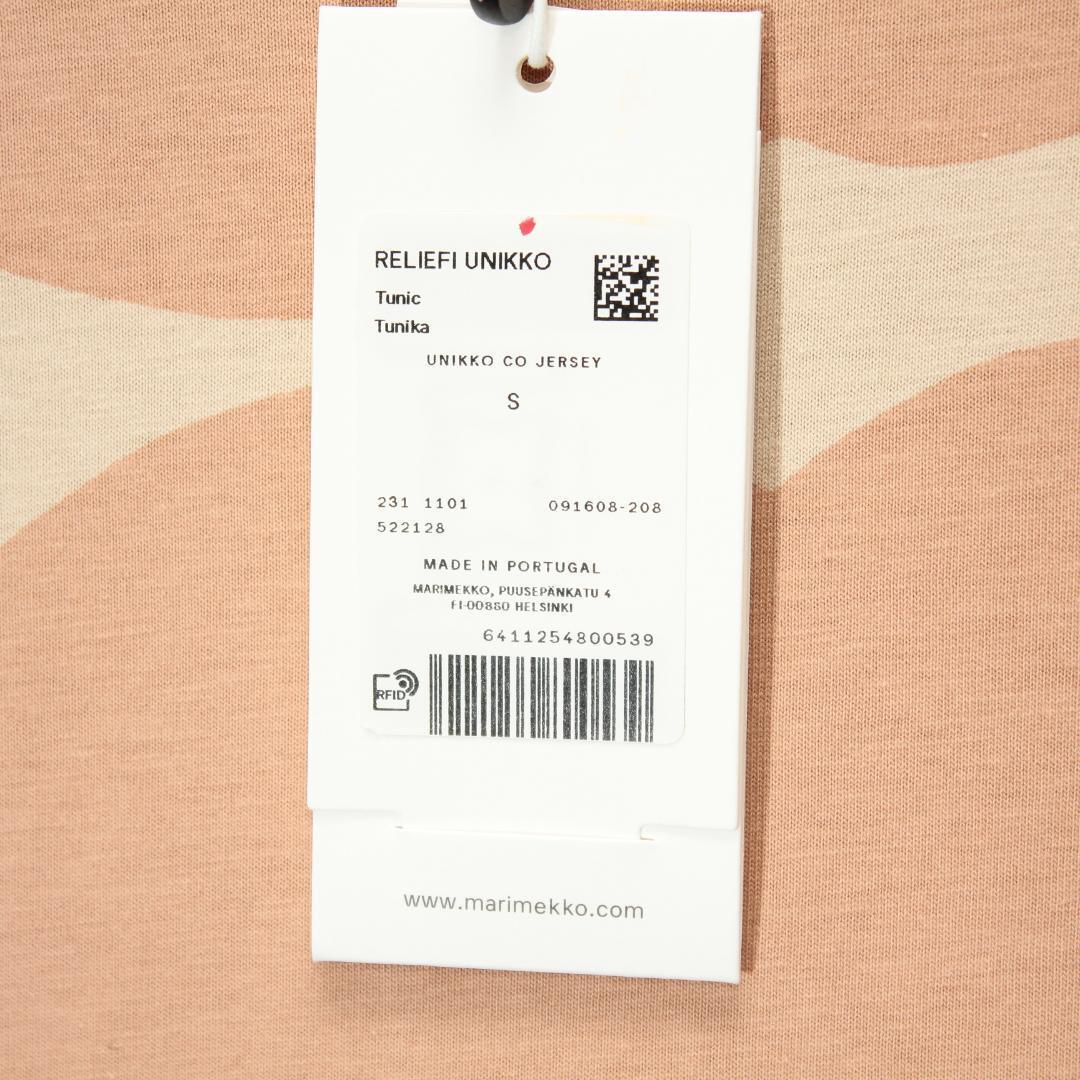 RELIEFI UNIKKO
Tunic
Tunika
UNIKKO CO JERSEY
S
231 1101 091608-208
522128
MADE IN PORTUGAL
MARIMEKKO, PUUSEPÄNKATU 4
FI-00880 HELSINKI
6411254800539
RFID
www.marimekko.com